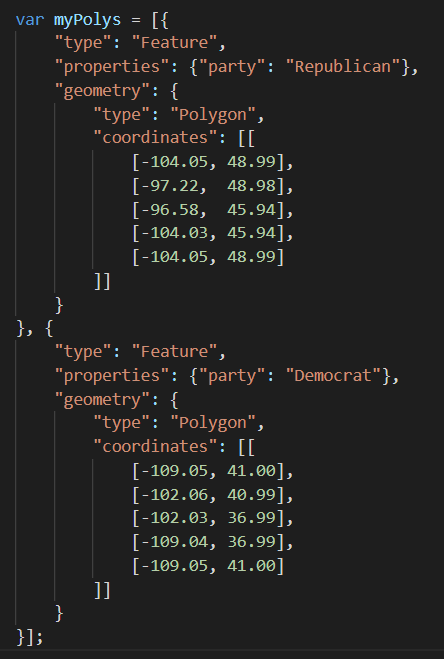 var myPolys = [{
    "type": "Feature",
    "properties": {"party": "Republican"},
    "geometry": {
        "type": "Polygon",
        "coordinates": [[
            [-104.05, 48.99],
            [-97.22,  48.98],
            [-96.58,  45.94],
            [-104.03, 45.94],
            [-104.05, 48.99]
        ]]
    }
}, {
    "type": "Feature",
    "properties": {"party": "Democrat"},
    "geometry": {
        "type": "Polygon",
        "coordinates": [[
            [-109.05, 41.00],
            [-102.06, 40.99],
            [-102.03, 36.99],
            [-109.04, 36.99],
            [-109.05, 41.00]
        ]]
    }
}];